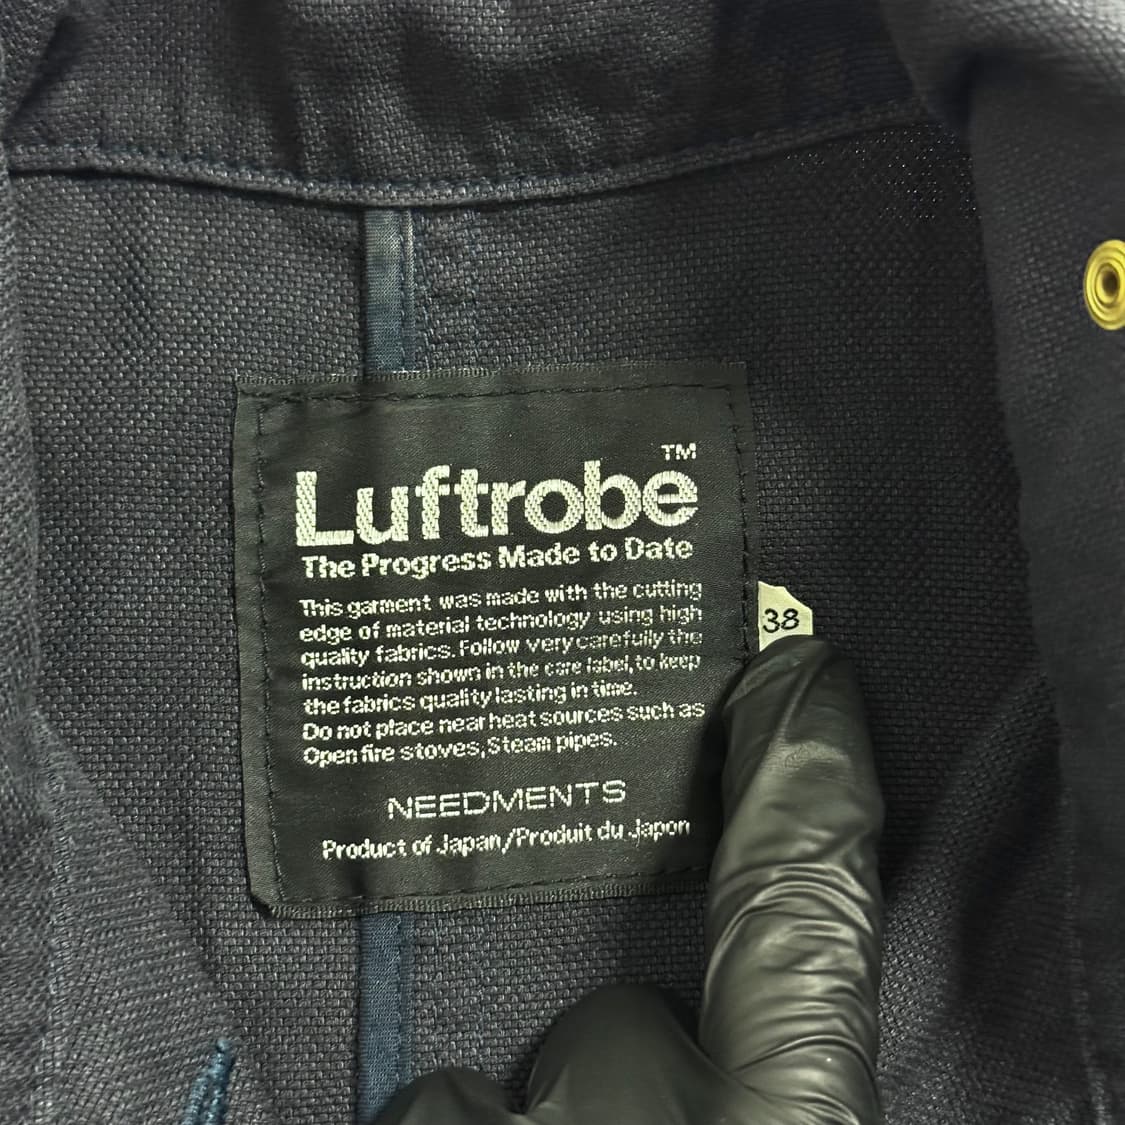 Luftrobe™
The Progress Made to Date
This garment was made with the cutting
edge of material technology using high
quality fabrics. Follow very carefully the
instruction shown in the care label, to keep
the fabrics quality lasting in time.
Do not place near heat sources such as
Open fire stoves, Steam pipes.
NEEDMENTS
Product of Japan/Produit du Japon
38